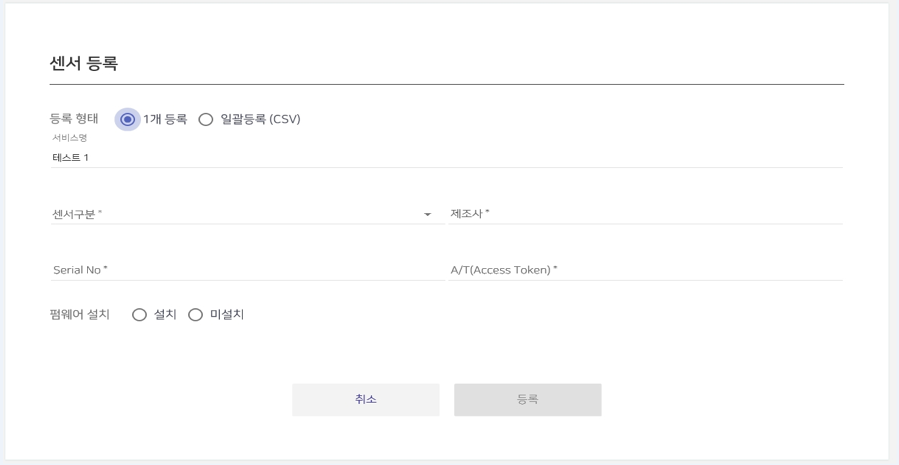 센서 등록
등록 형태 1개 등록 일괄등록 (CSV)
서비스명
테스트 1
센서구분 * 제조사 *
Serial No * A/T(Access Token) *
펌웨어 설치 설치 미설치
취소 등록